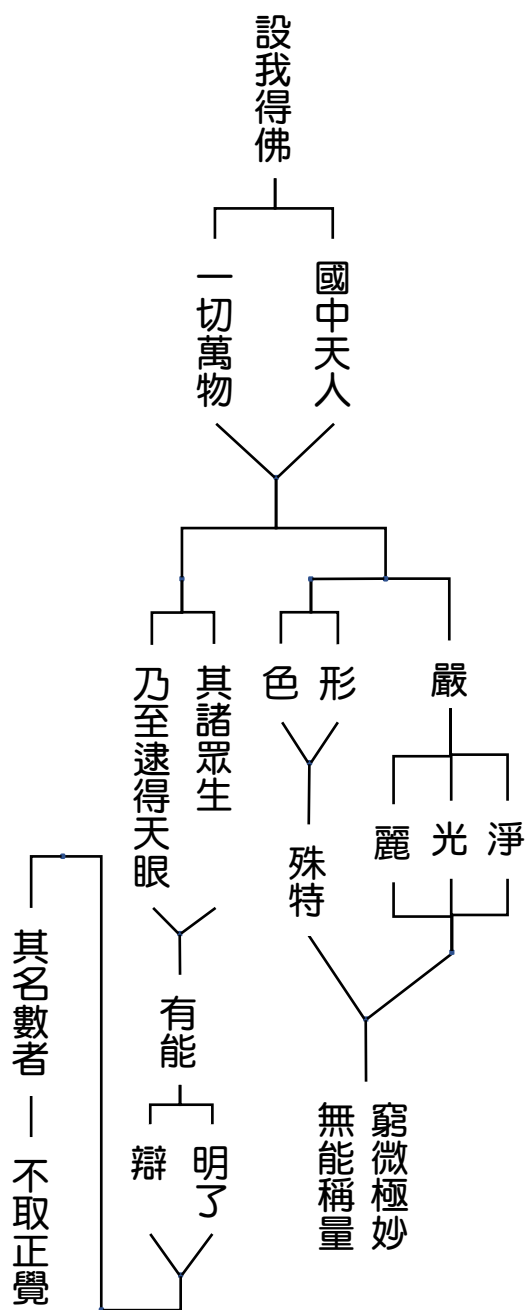 設我得佛
國中天人
一切萬物
嚴
淨
光
麗
形
色
殊特
窮微極妙
無能稱量
其諸眾生
乃至逮得天眼
有能
明了
辯
其名數者
不取正覺